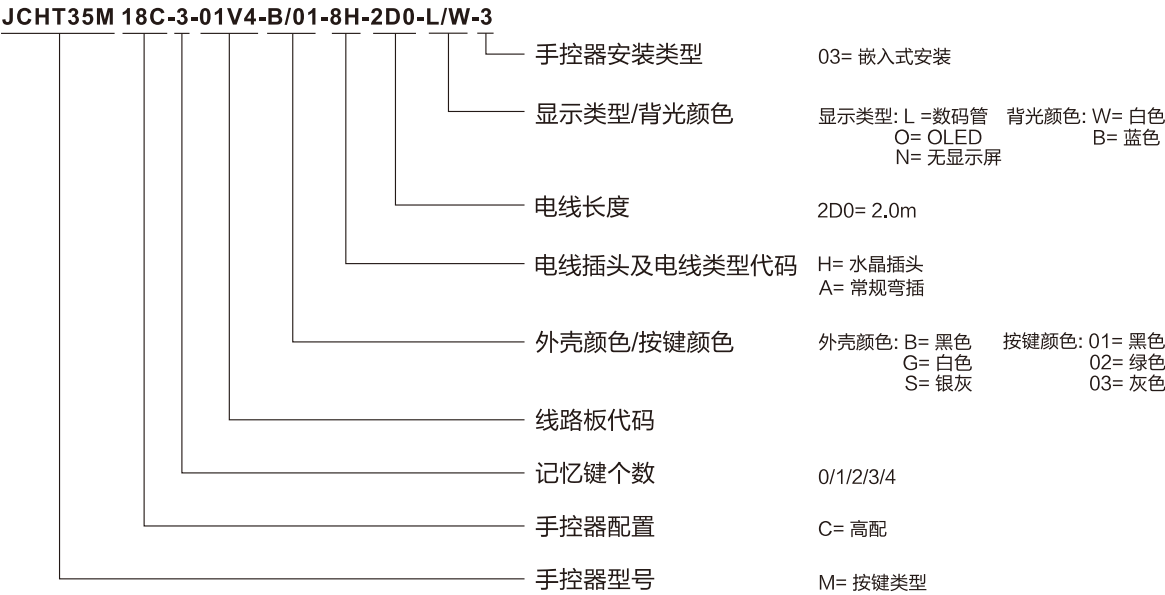 JCHT35M 18C-3-01V4-B/01-8H-2D0-L/W-3
手控器安装类型 03= 嵌入式安装
显示类型/背光颜色 显示类型: L =数码管 背光颜色: W= 白色
O= OLED B= 蓝色
N= 无显示屏
电线长度 2D0= 2.0m
电线插头及电线类型代码 H= 水晶插头
A= 常规弯插
外壳颜色/按键颜色 外壳颜色: B= 黑色 按键颜色: 01= 黑色
G= 白色 02= 绿色
S= 银灰 03= 灰色
线路板代码
记忆键个数 0/1/2/3/4
手控器配置 C= 高配
手控器型号 M= 按键类型